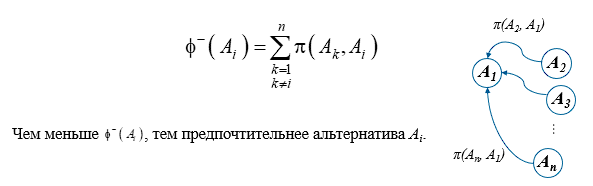 ϕ⁻(Aᵢ) = ∑ π(Aₖ, Aᵢ)
n
k=1
k≠i
Чем меньше ϕ⁻(Aᵢ), тем предпочтительнее альтернатива Aᵢ.
π(A₂, A₁)
A₁
A₂
A₃
⋮
π(Aₙ, A₁)
Aₙ